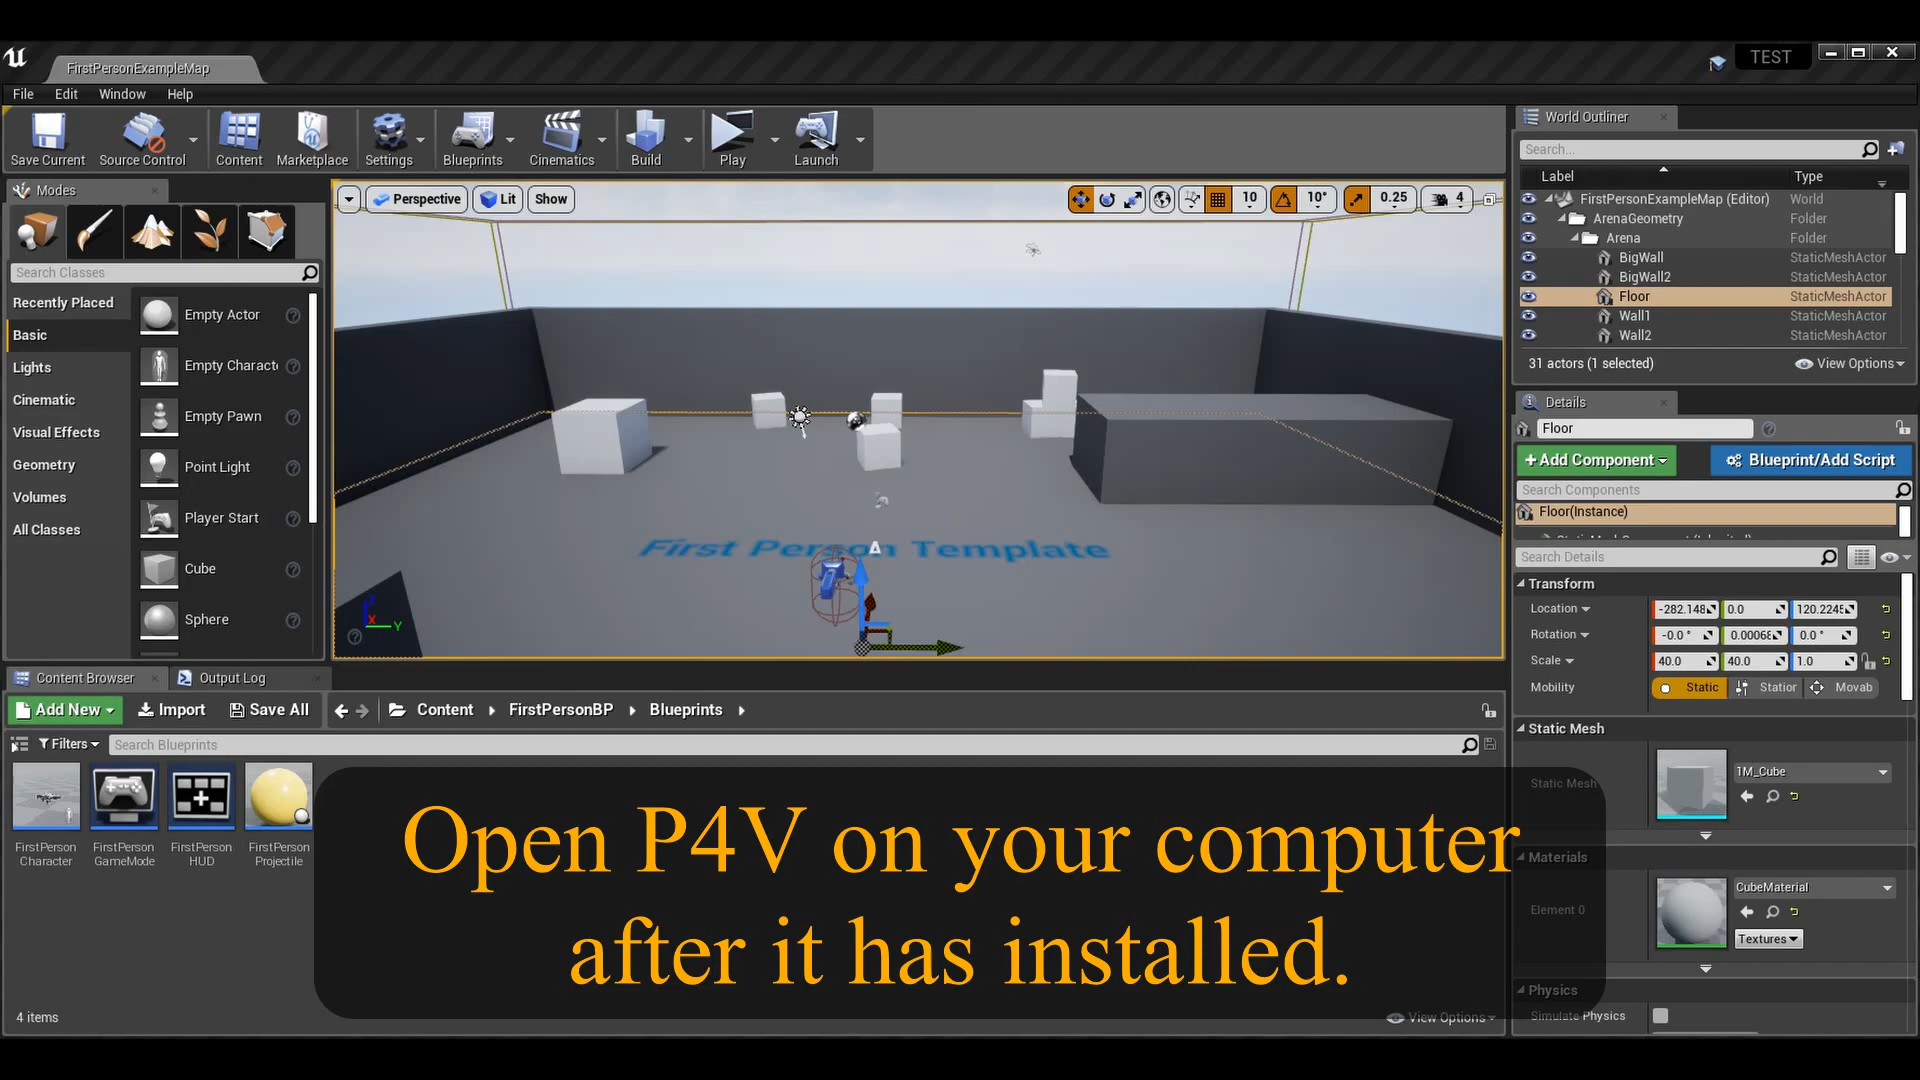 FirstPersonExampleMap
TEST
File Edit Window Help
Save Current Source Control Content Marketplace Settings Blueprints Cinematics Build Play Launch
Modes
Search Classes
Recently Placed
Basic
Lights
Cinematic
Visual Effects
Geometry
Volumes
All Classes
Empty Actor
Empty Charact
Empty Pawn
Point Light
Player Start
Cube
Sphere
Perspective Lit Show
10 10° 0.25 4
First Person Template
X Y
World Outliner
Search...
Label Type
FirstPersonExampleMap (Editor) World
ArenaGeometry Folder
Arena Folder
BigWall StaticMeshActor
BigWall2 StaticMeshActor
Floor StaticMeshActor
Wall1 StaticMeshActor
Wall2 StaticMeshActor
31 actors (1 selected) View Options
Details
Floor
+Add Component Blueprint/Add Script
Search Components
Floor(Instance)
Search Details
Transform
Location -282.148 0.0 120.2245
Rotation -0.0 ° 0.00068 0.0 °
Scale 40.0 40.0 1.0
Mobility Static Station Movab
Static Mesh
Static Mesh 1M_Cube
Materials
Element 0 CubeMaterial
Textures
Physics
Simulate Physics
Content Browser Output Log
Add New Import Save All Content FirstPersonBP Blueprints
Filters Search Blueprints
FirstPerson Character
FirstPerson GameMode
FirstPerson HUD
FirstPerson Projectile
Open P4V on your computer
after it has installed.
4 items View Options